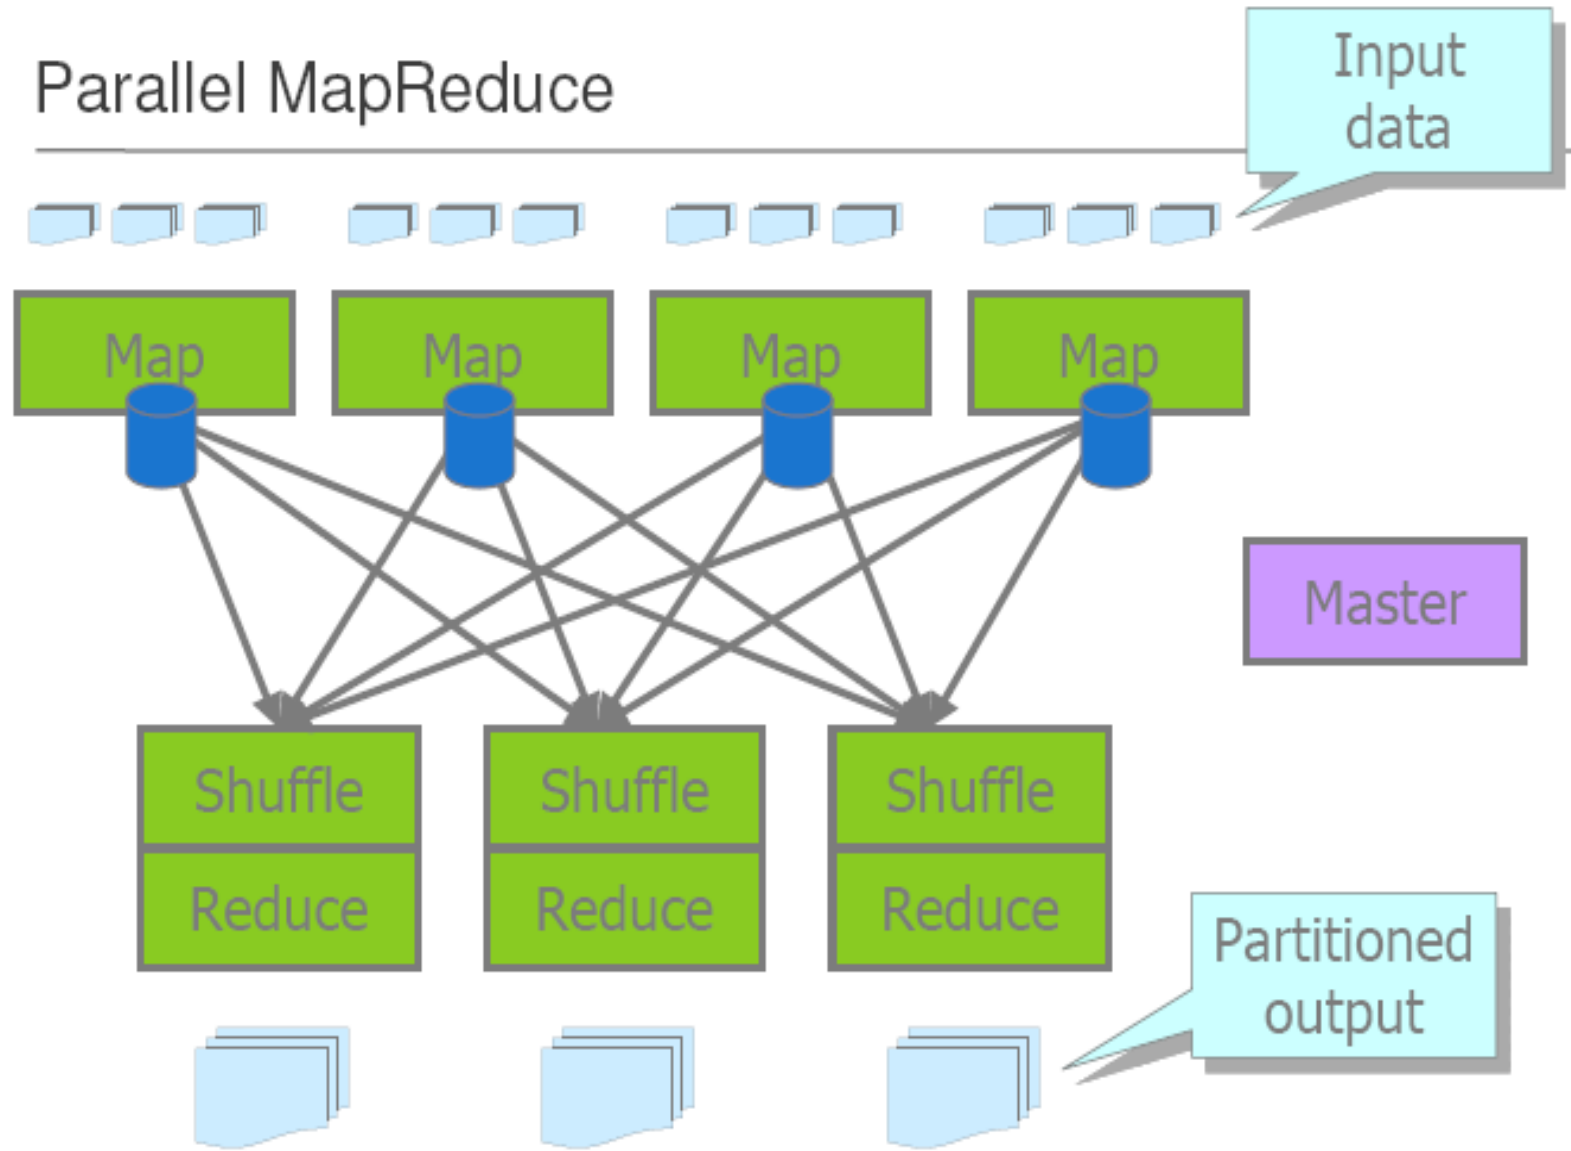 Parallel MapReduce
Input
data
Map
Map
Map
Map
Master
Shuffle
Shuffle
Shuffle
Reduce
Reduce
Reduce
Partitioned
output